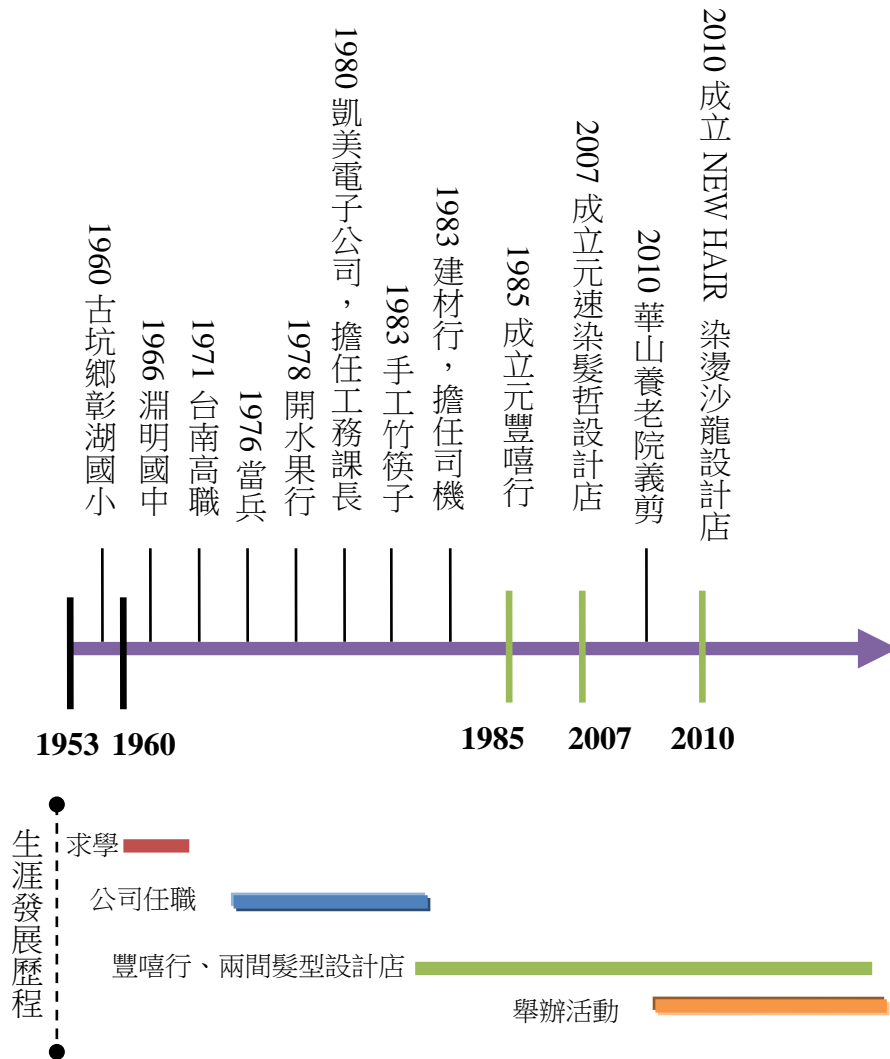 1960 古坑鄉彰湖國小
1966 淵明國中
1971 台南高職
1976 當兵
1978 開水果行
1980 凱美電子公司，擔任工務課長
1983 手工竹筷子
1983 建材行，擔任司機
1985 成立元豐嘻行
2007 成立元速染髮哲設計店
2010 華山養老院義剪
2010 成立 NEW HAIR 染燙沙龍設計店
1953
1960
1985
2007
2010
生涯發展歷程
求學
公司任職
豐嘻行、兩間髮型設計店
舉辦活動